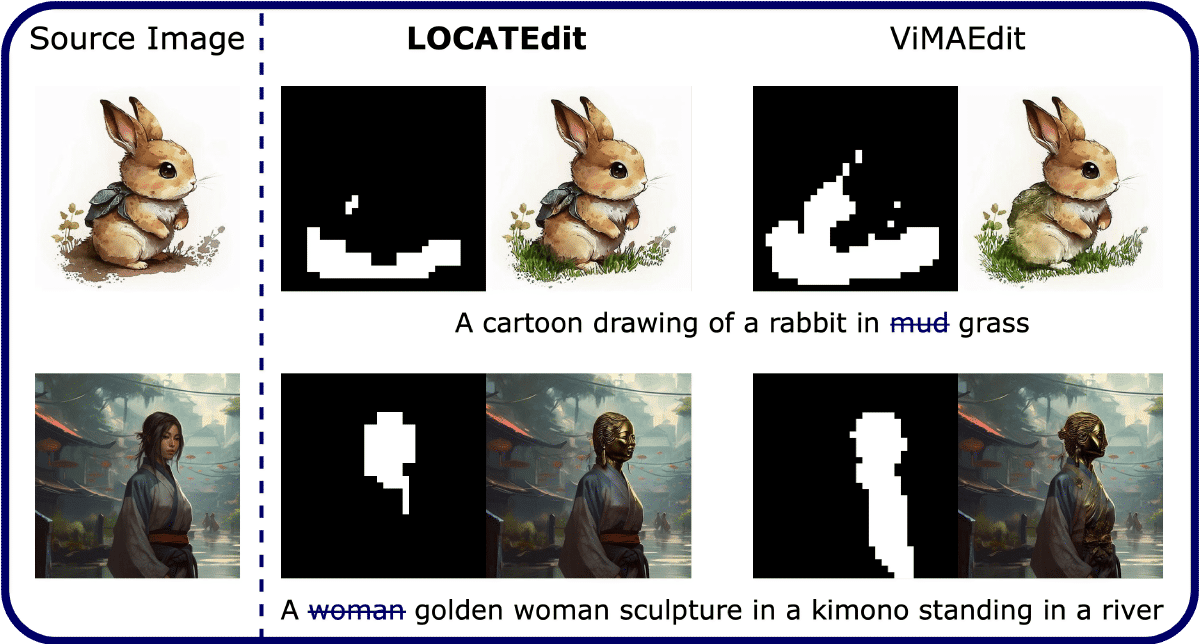 Source Image
LOCATEdit
ViMAEdit
A cartoon drawing of a rabbit in mud grass
A woman golden woman sculpture in a kimono standing in a river